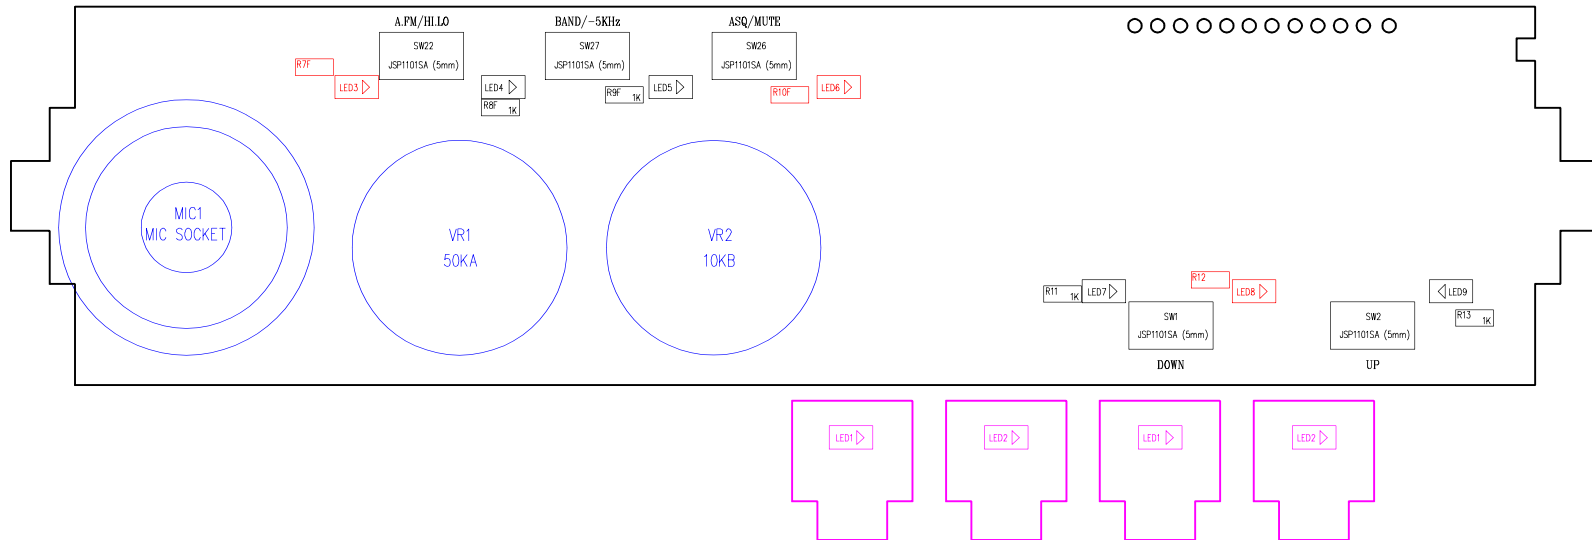 A.FM/HI.LO
BAND/-5KHz
ASQ/MUTE
SW22
JSP1101SA (5mm)
SW27
JSP1101SA (5mm)
SW26
JSP1101SA (5mm)
R7F
LED3
LED4
R8F 1K
R9F 1K
LED5
R10F
LED6
MIC1
MIC SOCKET
VR1
50KA
VR2
10KB
R11 1K
LED7
R12
LED8
LED9
R13 1K
SW1
JSP1101SA (5mm)
DOWN
SW2
JSP1101SA (5mm)
UP
LED1
LED2
LED1
LED2